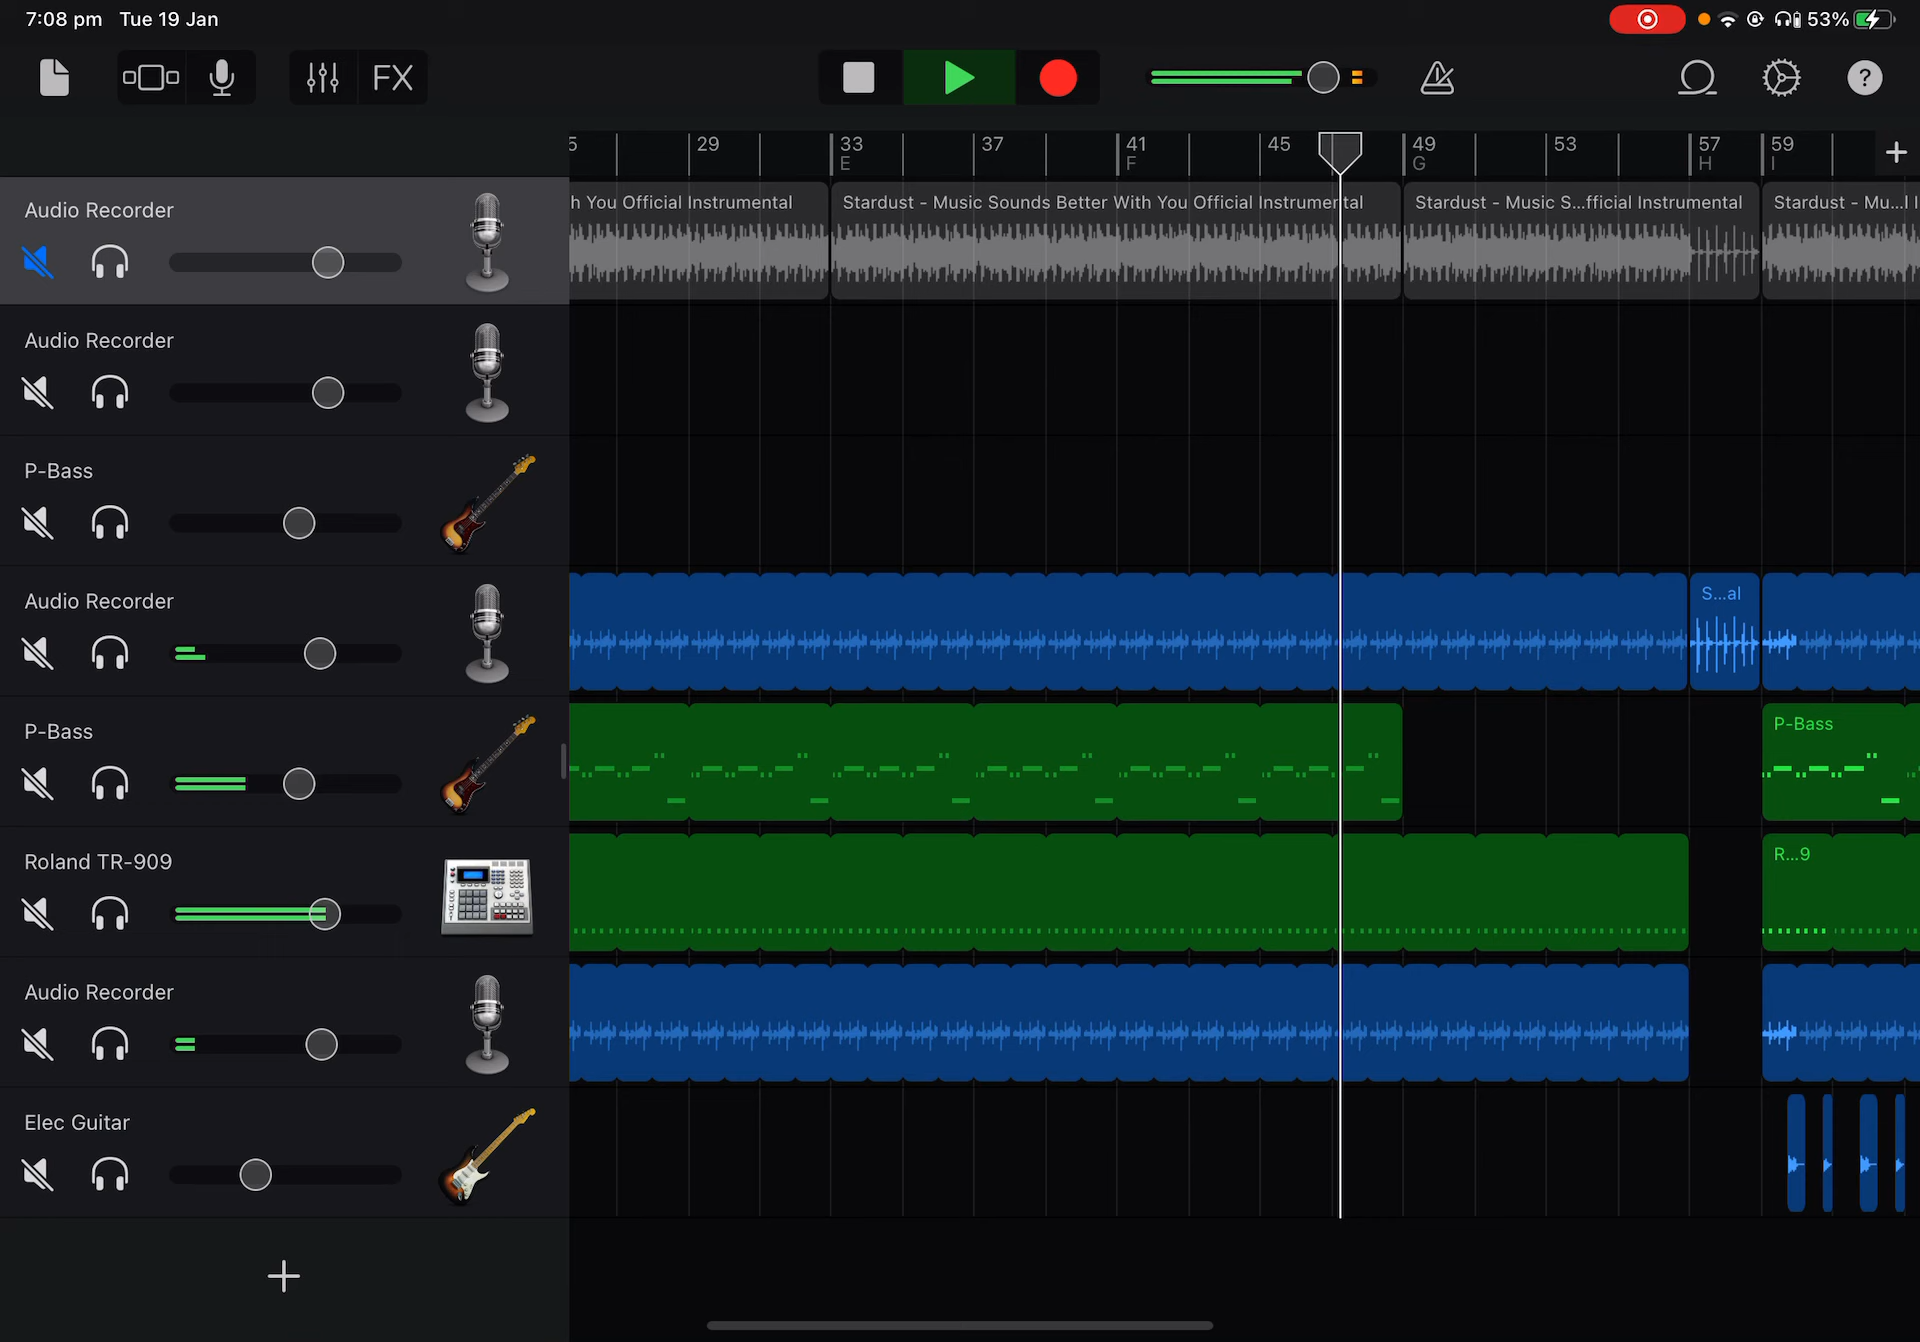 7:08 pm Tue 19 Jan
53%
FX
?
5 29 33 37 41 45 49 53 57 59
E F G H I
Audio Recorder
h You Official Instrumental
Stardust - Music Sounds Better With You Official Instrumental
Stardust - Music S...fficial Instrumental
Stardust - Mu...l I
Audio Recorder
P-Bass
Audio Recorder
S...al
P-Bass
P-Bass
Roland TR-909
R...9
Audio Recorder
Elec Guitar